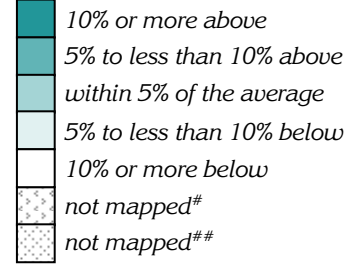 10% or more above
5% to less than 10% above
within 5% of the average
5% to less than 10% below
10% or more below
not mapped#
not mapped##